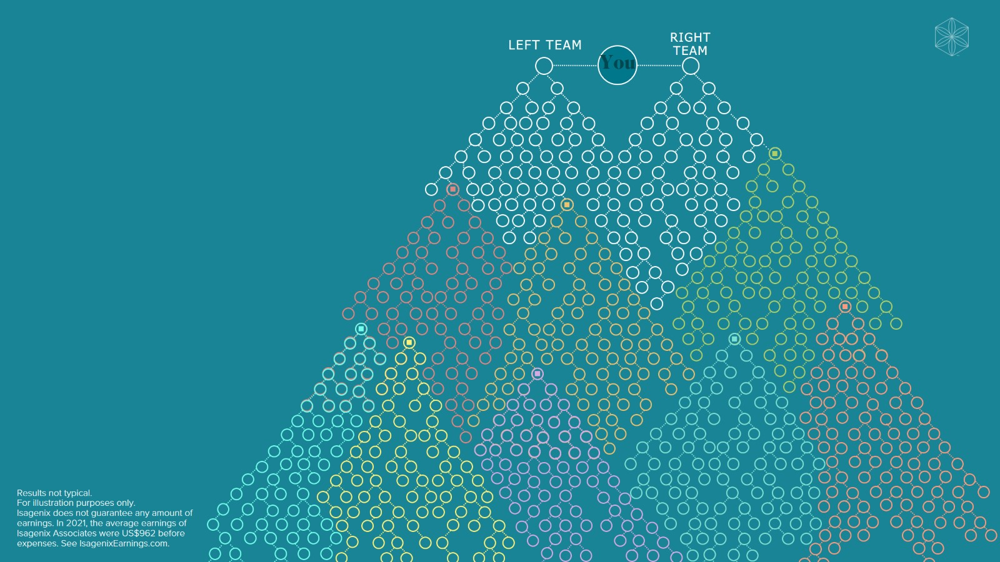 LEFT TEAM
You
RIGHT
TEAM
Results not typical.
For illustration purposes only.
Isagenix does not guarantee any amount of
earnings. In 2021, the average earnings of
Isagenix Associates were US$962 before
expenses. See IsagenixEarnings.com.